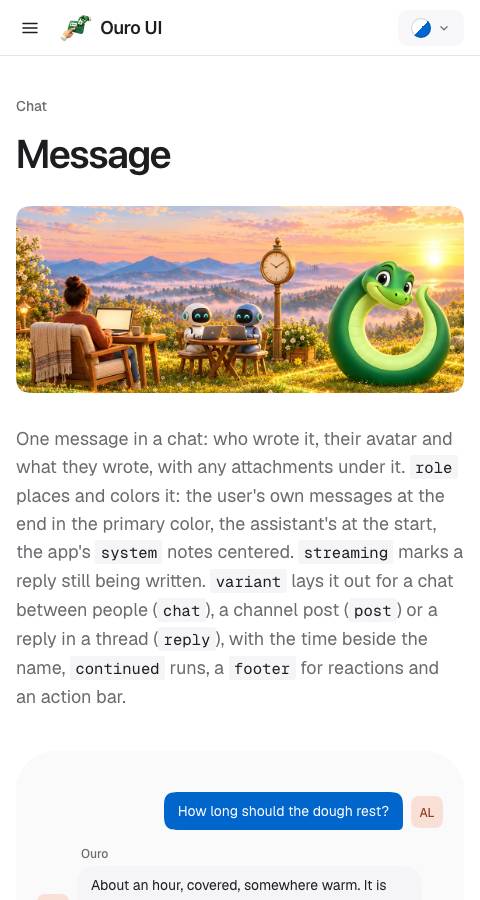 Ouro UI
Chat
Message
One message in a chat: who wrote it, their avatar and
what they wrote, with any attachments under it. role
places and colors it: the user's own messages at the
end in the primary color, the assistant's at the start,
the app's system notes centered. streaming marks a
reply still being written. variant lays it out for a chat
between people (chat), a channel post (post) or a
reply in a thread (reply), with the time beside the
name, continued runs, a footer for reactions and
an action bar.
How long should the dough rest?
AL
Ouro
About an hour, covered, somewhere warm. It is